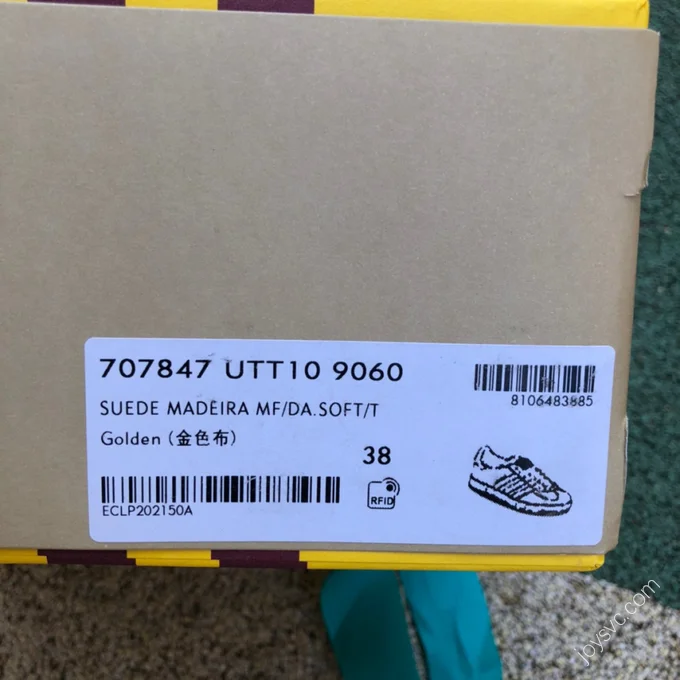 707847 UTT10 9060
8106483885
SUEDE MADEIRA MF/DA.SOFT/T
Golden (金色布)
38
RFID
ECLP202150A
joysvc.com